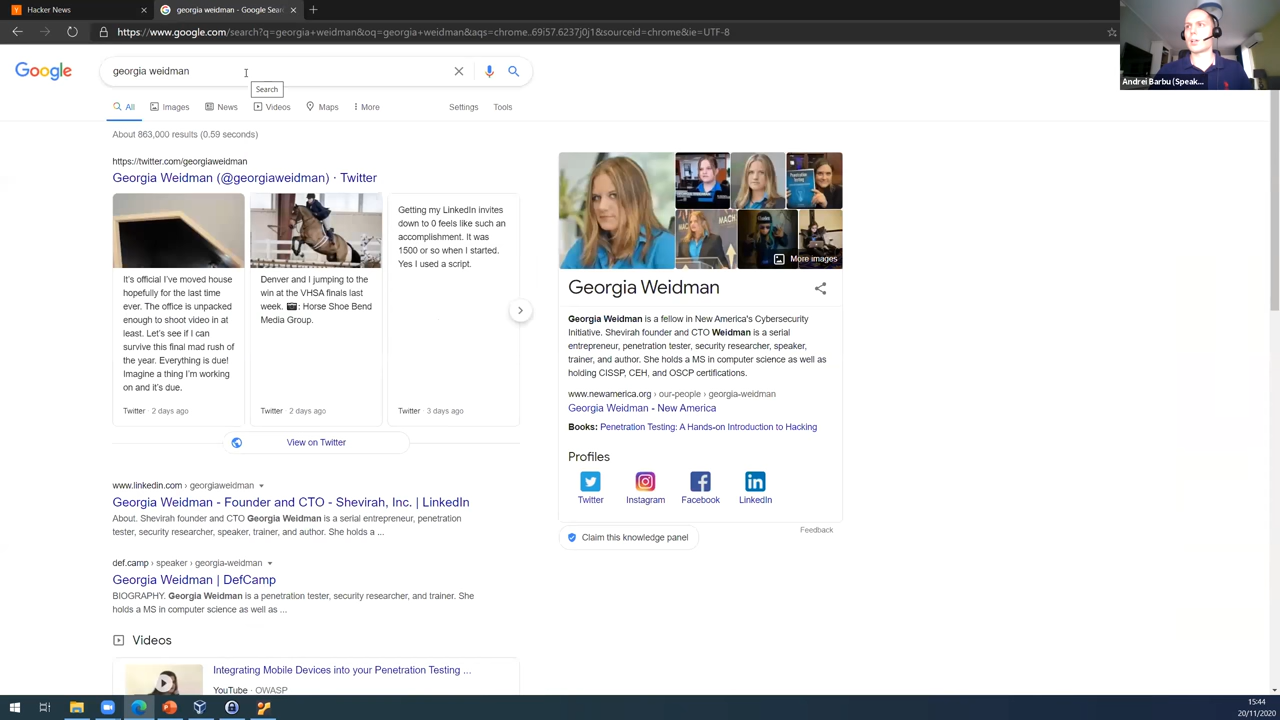 Hacker News
georgia weidman - Google Sear
https://www.google.com/search?q=georgia+weidman&oq=georgia+weidman&aqs=chrome..69i57.6237j0j1&sourceid=chrome&ie=UTF-8
Andrei Barbu (Speak...
Google
georgia weidman
Search
All
Images
News
Videos
Maps
More
Settings
Tools
About 863,000 results (0.59 seconds)
https://twitter.com/georgiaweidman
Georgia Weidman (@georgiaweidman) · Twitter
It's official I've moved house
hopefully for the last time
ever. The office is unpacked
enough to shoot video in at
least. Let's see if I can
survive this final mad rush of
the year. Everything is due!
Imagine a thing I'm working
on and it's due.
Twitter · 2 days ago
Denver and I jumping to the
win at the VHSA finals last
week. 📷: Horse Shoe Bend
Media Group.
Twitter · 2 days ago
Getting my LinkedIn invites
down to 0 feels like such an
accomplishment. It was
1500 or so when I started.
Yes I used a script.
Twitter · 3 days ago
View on Twitter
www.linkedin.com › georgiaweidman
Georgia Weidman - Founder and CTO - Shevirah, Inc. | LinkedIn
About. Shevirah founder and CTO Georgia Weidman is a serial entrepreneur, penetration
tester, security researcher, speaker, trainer, and author. She holds a ...
def.camp › speaker › georgia-weidman
Georgia Weidman | DefCamp
BIOGRAPHY. Georgia Weidman is a penetration tester, security researcher, and trainer. She
holds a MS in computer science as well as ...
Videos
Integrating Mobile Devices into your Penetration Testing ...
YouTube · OWASP
MACH
More images
Georgia Weidman
Georgia Weidman is a fellow in New America's Cybersecurity
Initiative. Shevirah founder and CTO Weidman is a serial
entrepreneur, penetration tester, security researcher, speaker,
trainer, and author. She holds a MS in computer science as well as
holding CISSP, CEH, and OSCP certifications.
www.newamerica.org › our-people › georgia-weidman
Georgia Weidman - New America
Books: Penetration Testing: A Hands-on Introduction to Hacking
Profiles
Twitter
Instagram
Facebook
LinkedIn
Feedback
Claim this knowledge panel
15:44
20/11/2020